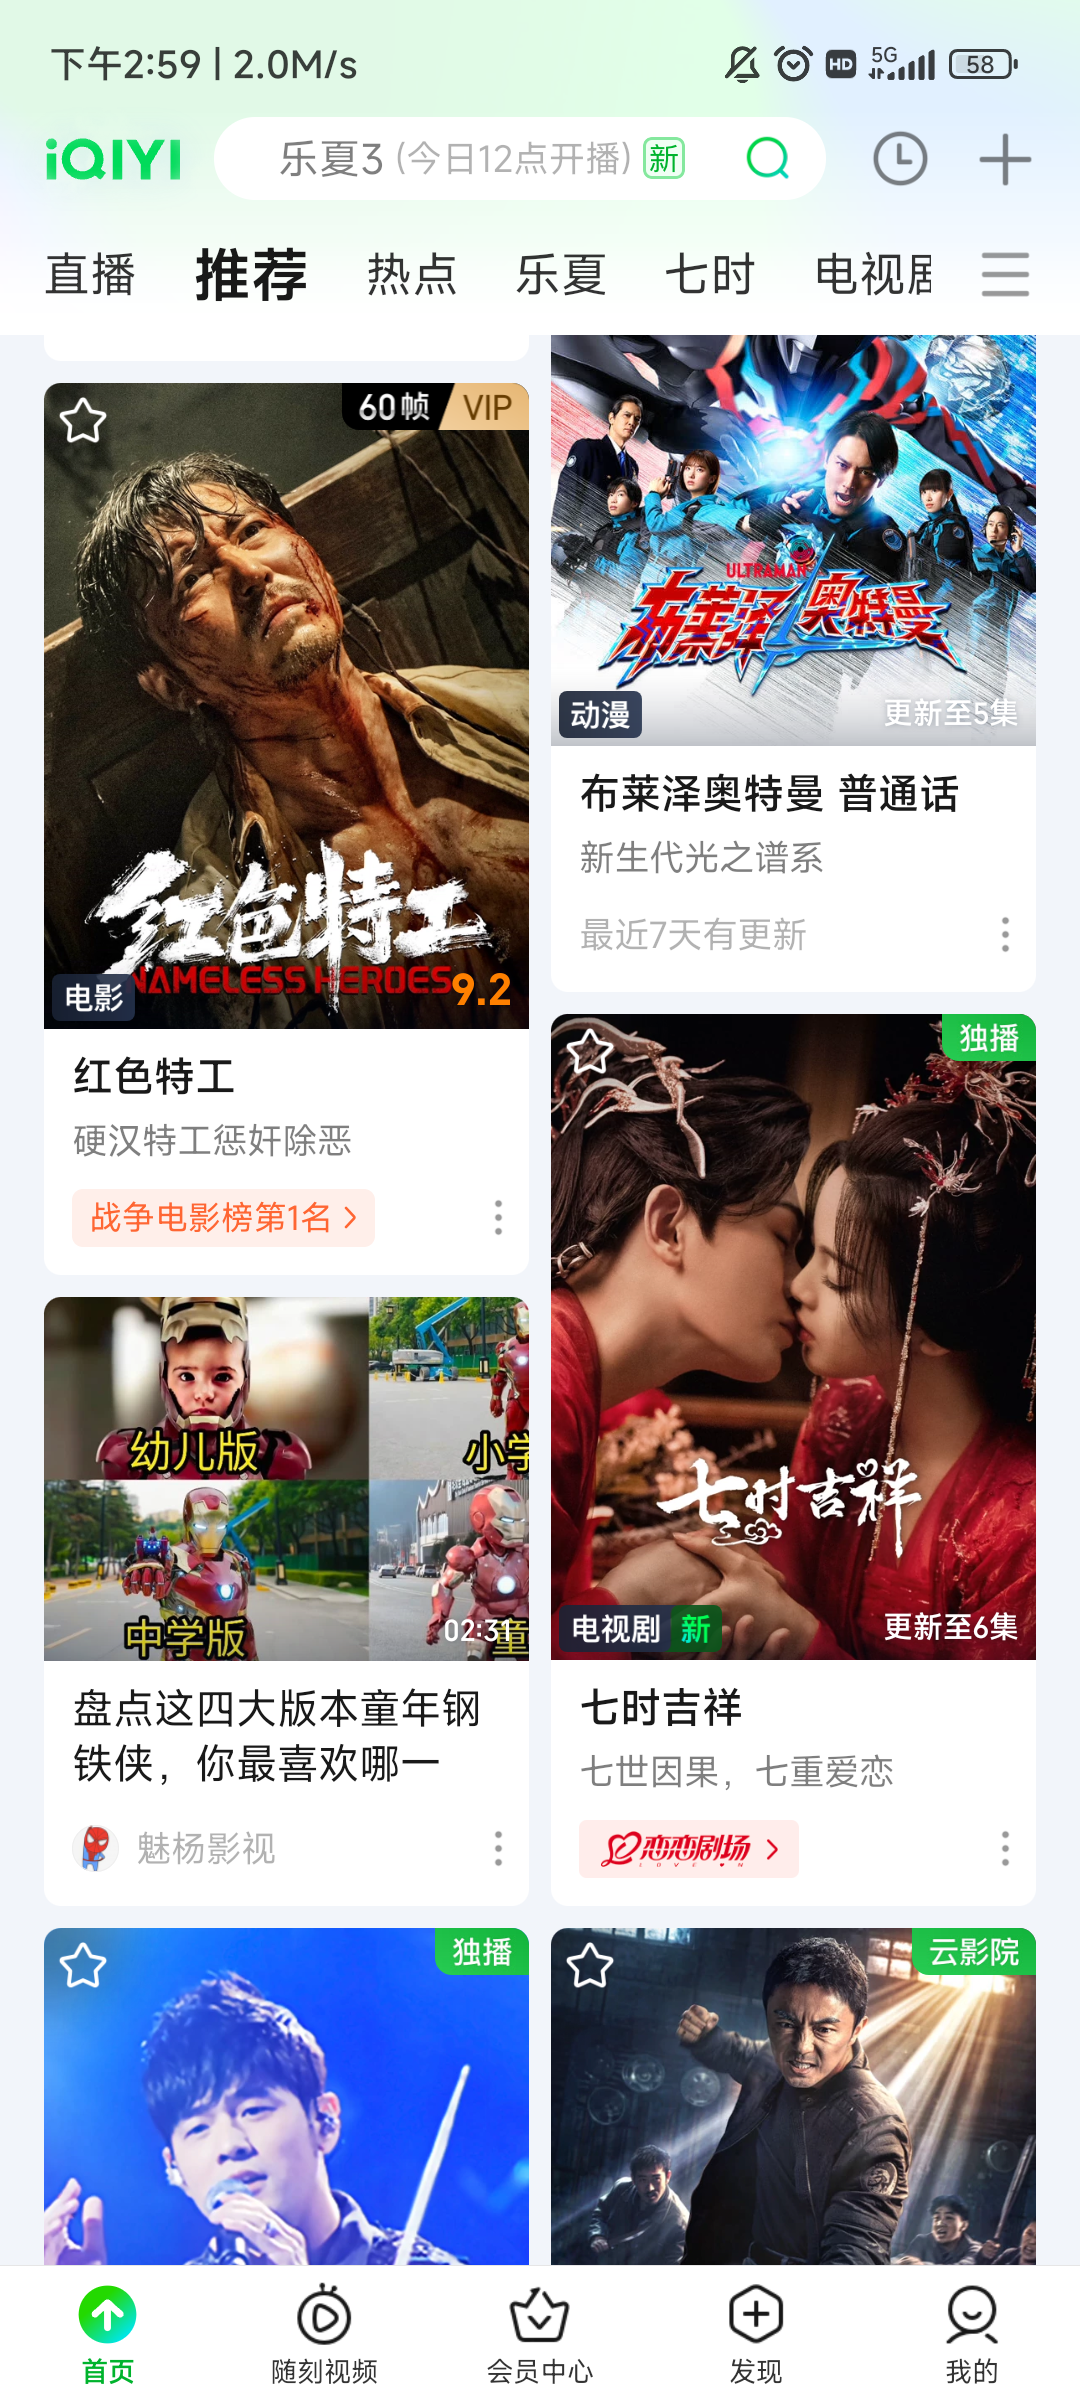 下午2:59 | 2.0M/s
HD
5G
58
iQIYI
乐夏3 (今日12点开播) 新
直播 推荐 热点 乐夏 七时 电视剧
60帧 VIP
红色特工
NAMELESS HEROES
电影
9.2
红色特工
硬汉特工惩奸除恶
战争电影榜第1名 >
ULTRAMAN
布莱泽奥特曼
动漫
更新至5集
布莱泽奥特曼 普通话
新生代光之谱系
最近7天有更新
幼儿版
小学
中学版
童
02:31
盘点这四大版本童年钢
铁侠，你最喜欢哪一
魅杨影视
独播
七时吉祥
电视剧 新
更新至6集
七时吉祥
七世因果，七重爱恋
恋恋剧场 >
LOVE ON
独播
云影院
首页 随刻视频 会员中心 发现 我的